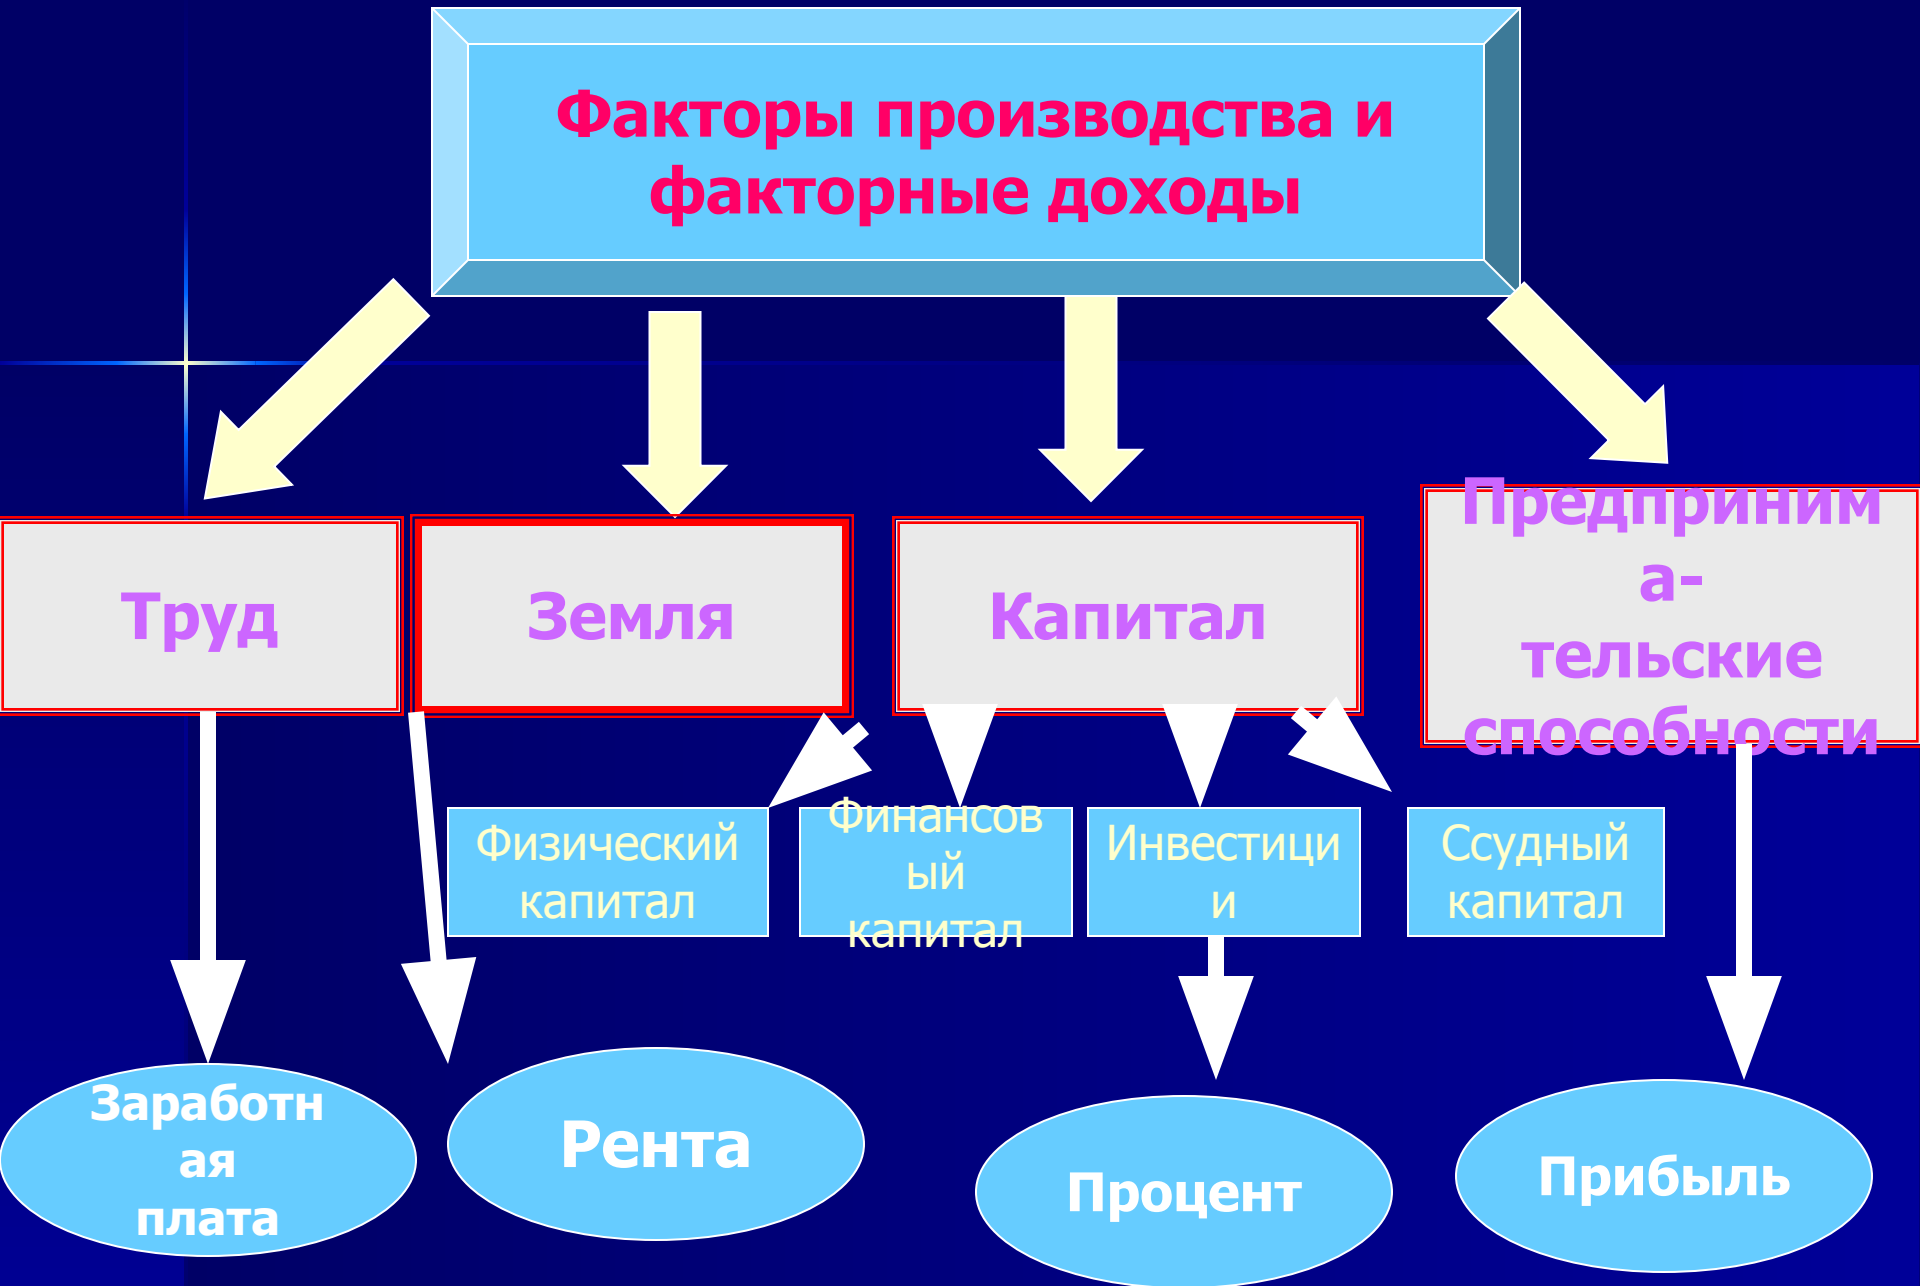 Факторы производства и
факторные доходы
Труд
Земля
Капитал
Предприним
а-
тельские
способности
Физический
капитал
Финансов
ый
капитал
Инвестици
и
Ссудный
капитал
Заработн
ая
плата
Рента
Процент
Прибыль